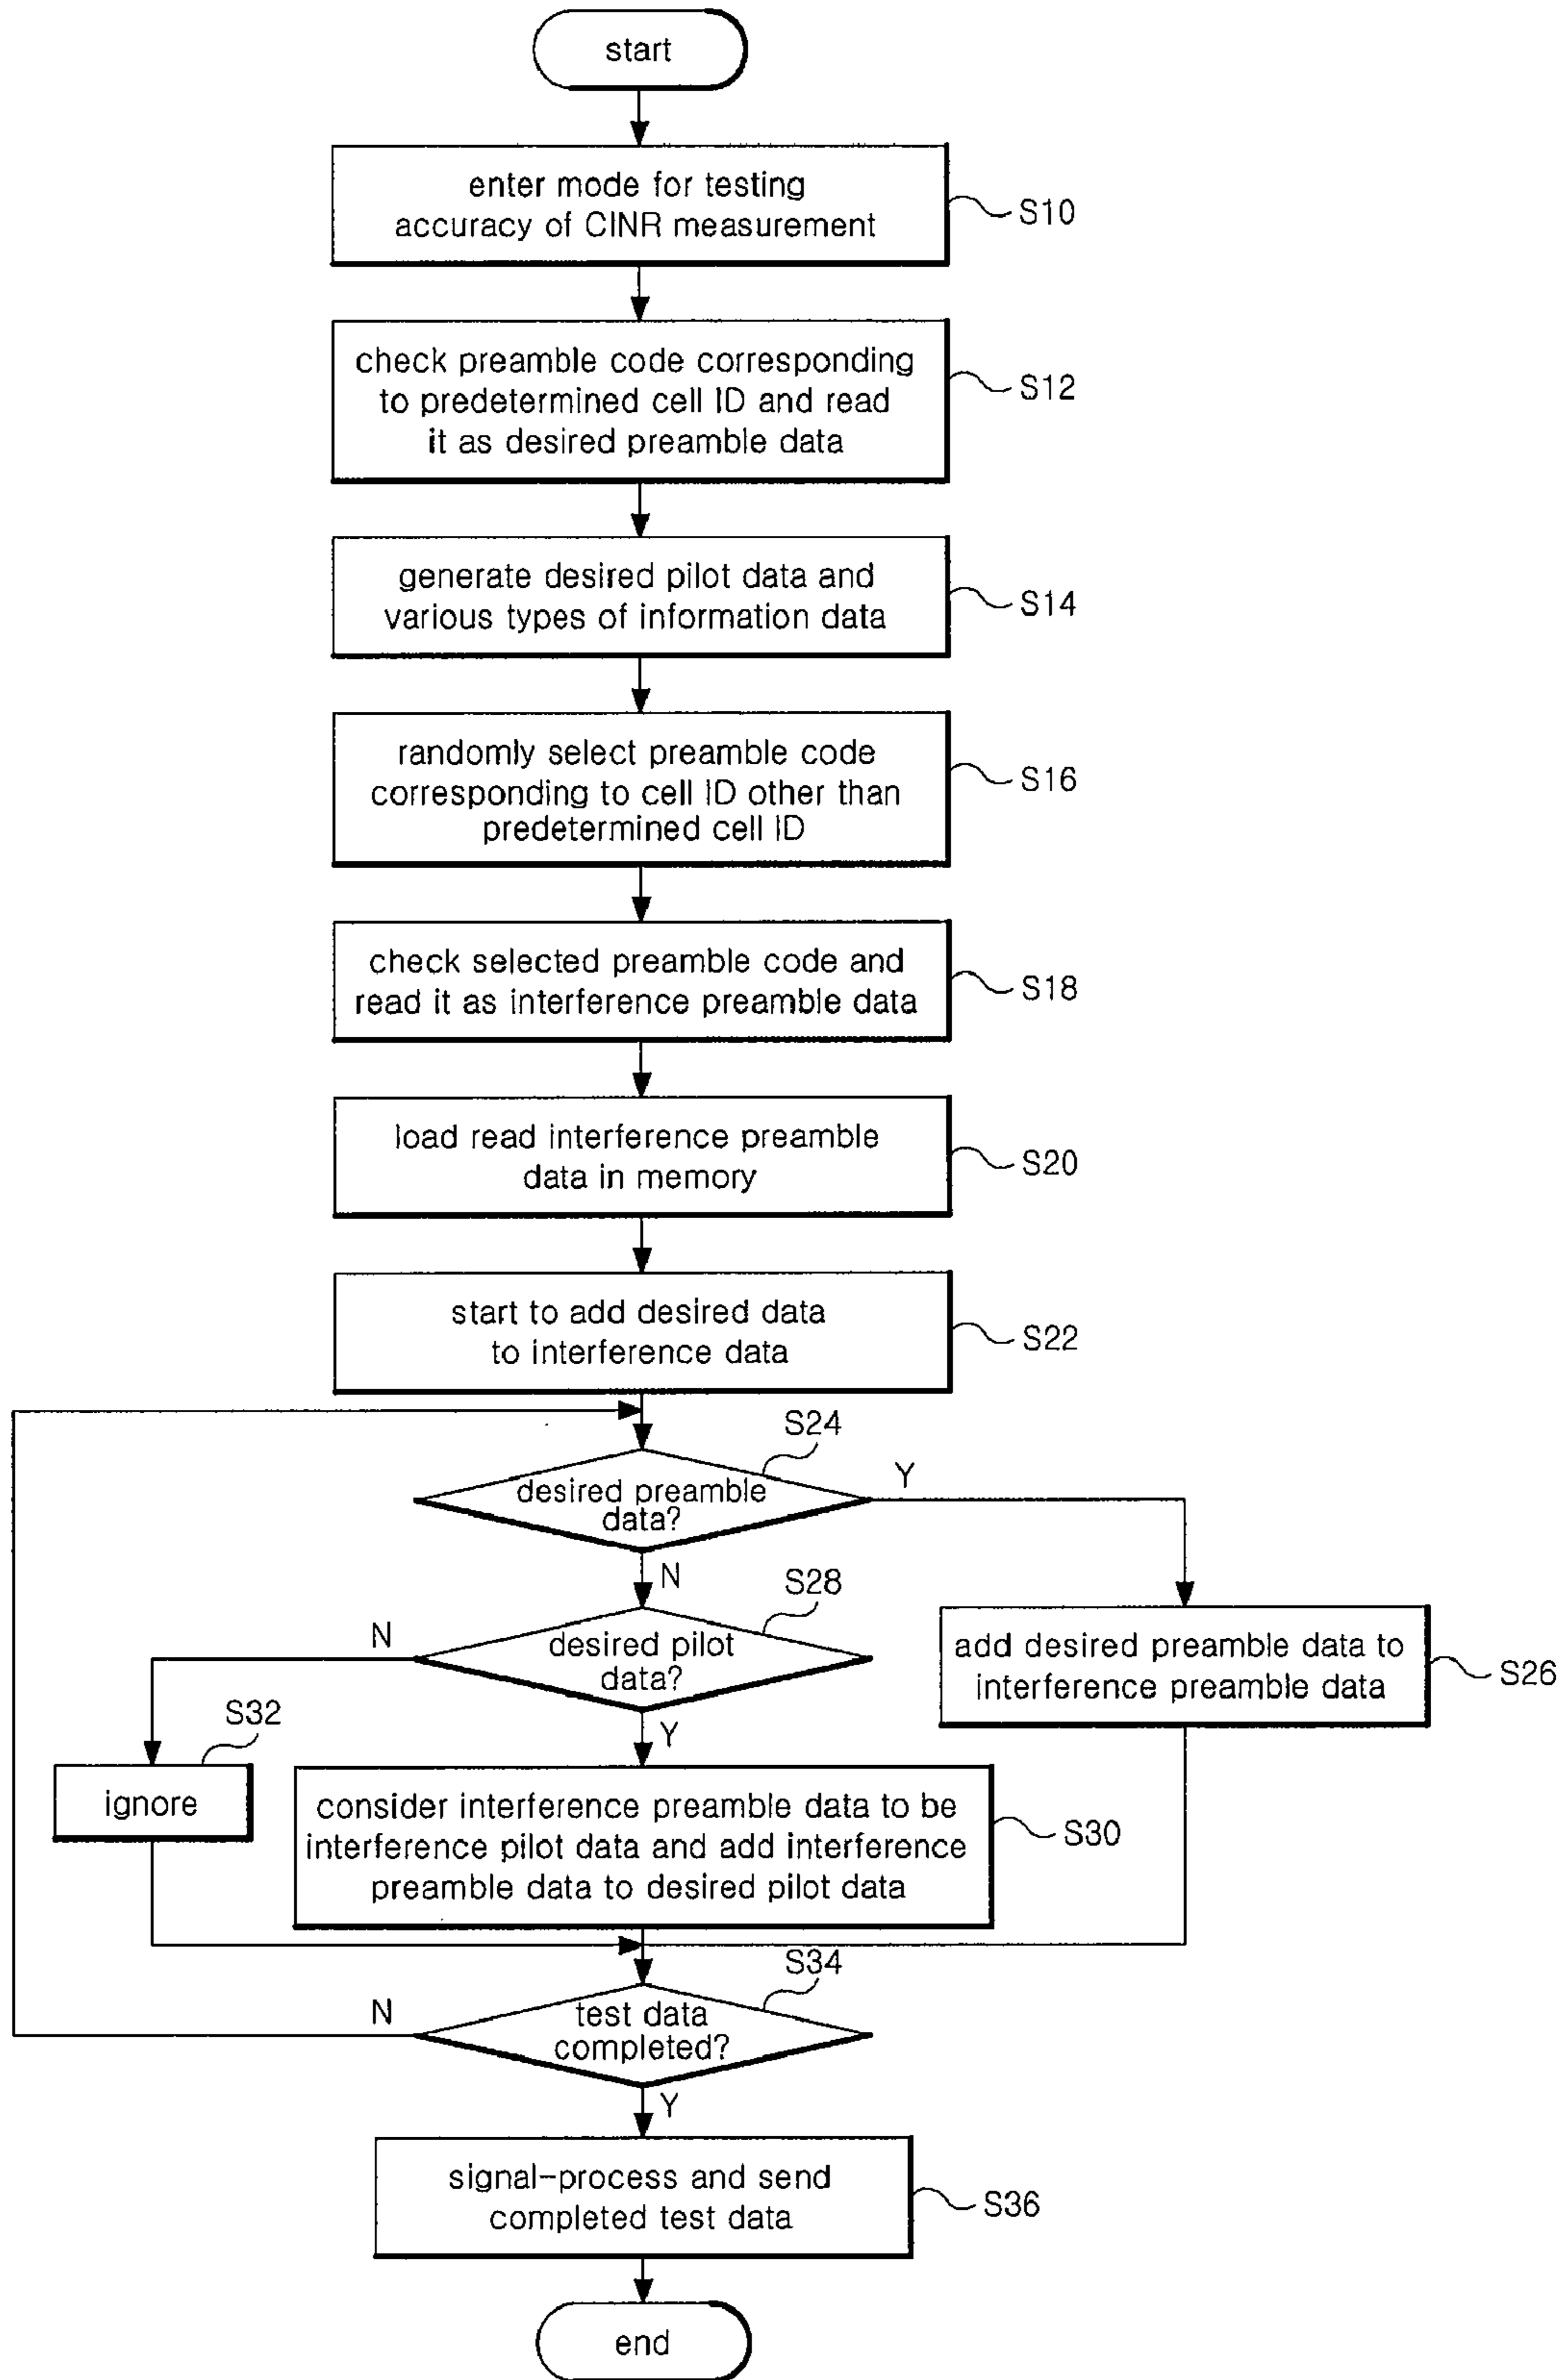 start
enter mode for testing
accuracy of CINR measurement
S10
check preamble code corresponding
to predetermined cell ID and read
it as desired preamble data
S12
generate desired pilot data and
various types of information data
S14
randomly select preamble code
corresponding to cell ID other than
predetermined cell ID
S16
check selected preamble code and
read it as interference preamble data
S18
load read interference preamble
data in memory
S20
start to add desired data
to interference data
S22
S24
desired preamble
data?
Y
N
S28
desired pilot
data?
N
Y
add desired preamble data to
interference preamble data
S26
S32
ignore
consider interference preamble data to be
interference pilot data and add interference
preamble data to desired pilot data
S30
S34
test data
completed?
N
Y
signal-process and send
completed test data
S36
end